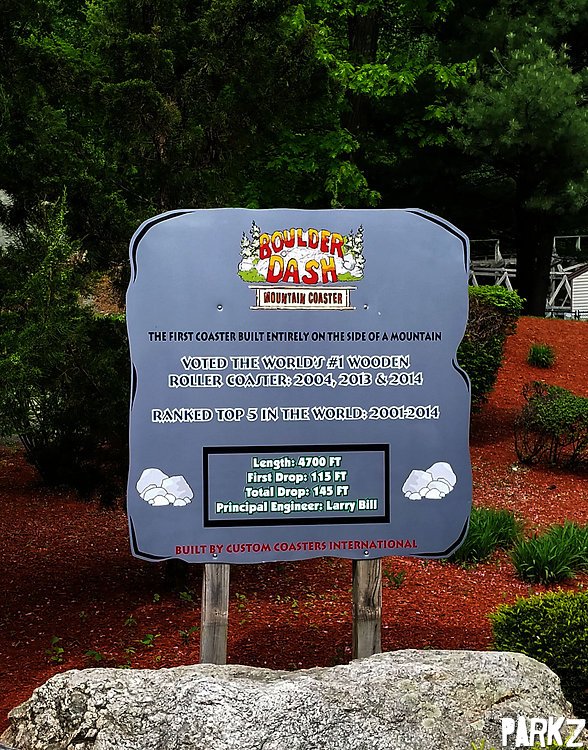 BOULDER
DASH
MOUNTAIN COASTER
THE FIRST COASTER BUILT ENTIRELY ON THE SIDE OF A MOUNTAIN
VOTED THE WORLD'S #1 WOODEN
ROLLER COASTER: 2004, 2013 & 2014
RANKED TOP 5 IN THE WORLD: 2001-2014
Length: 4700 FT
First Drop: 115 FT
Total Drop: 145 FT
Principal Engineer: Larry Bill
BUILT BY CUSTOM COASTERS INTERNATIONAL
PARKZ